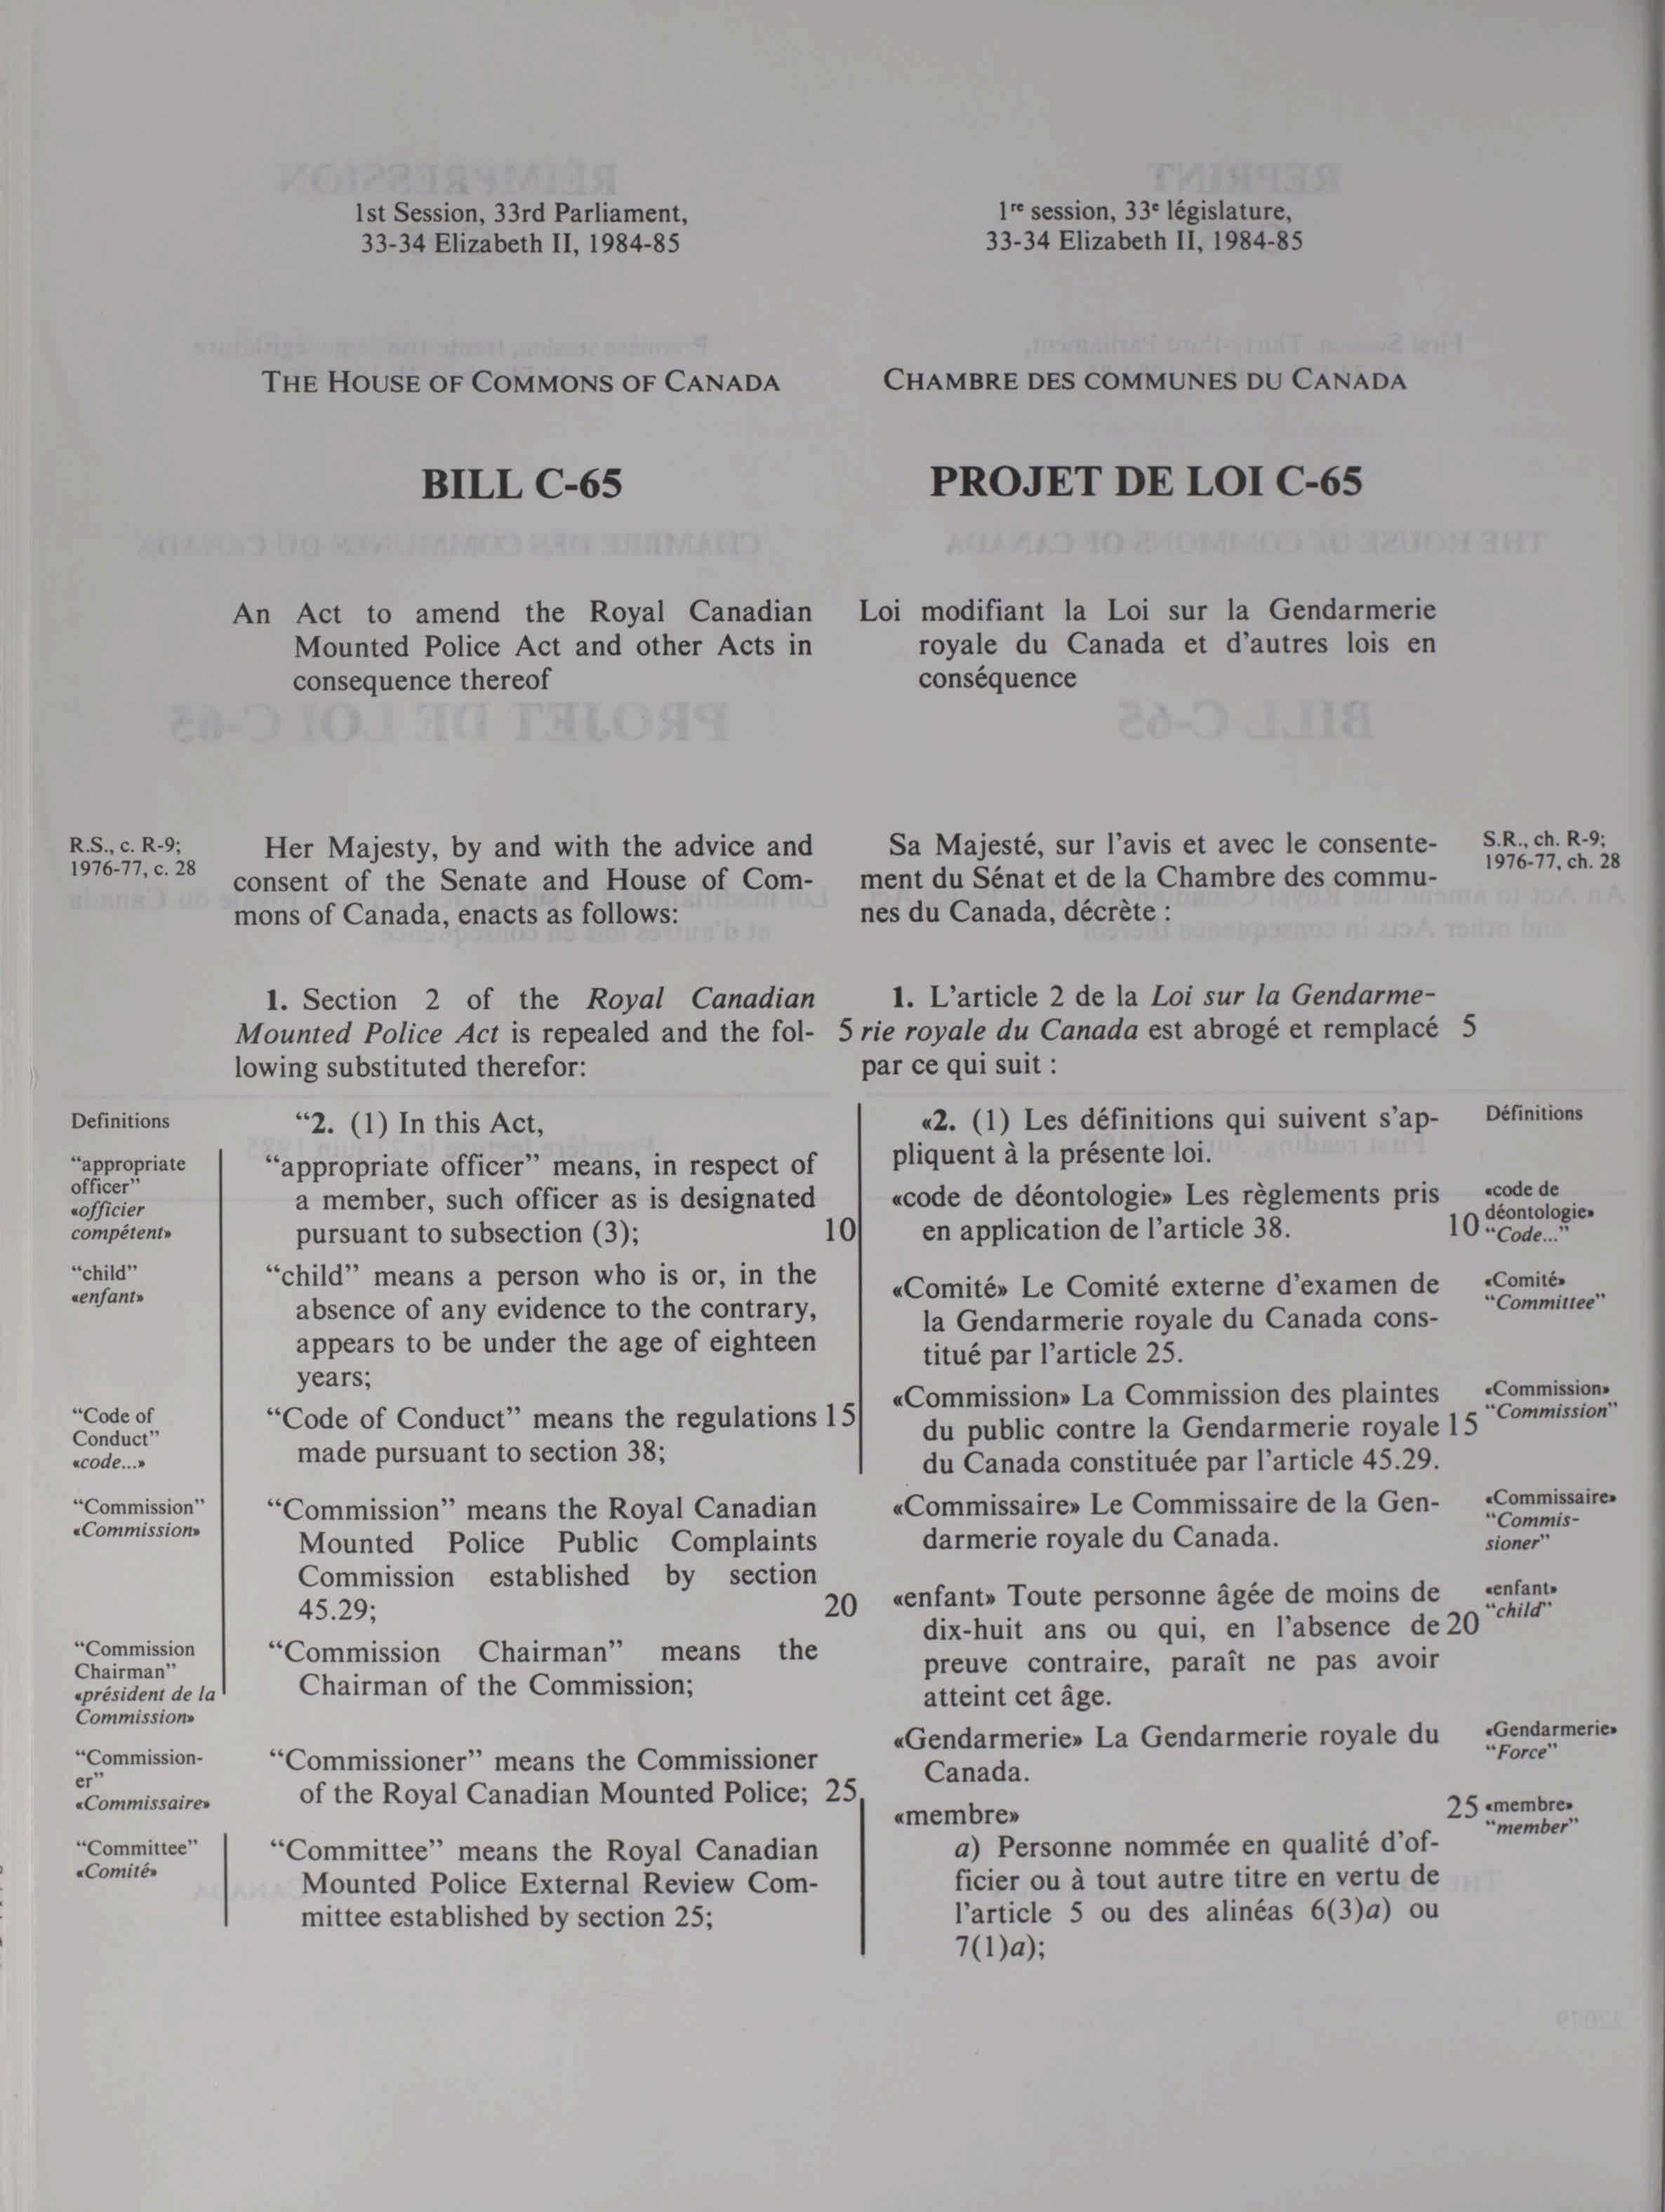 1st Session, 33rd Parliament,
33-34 Elizabeth II, 1984-85
THE HOUSE OF COMMONS OF CANADA
BILL C-65
An Act to amend the Royal Canadian
Mounted Police Act and other Acts in
consequence thereof
R.S., c. R-9;
1976-77, c. 28
Her Majesty, by and with the advice and
consent of the Senate and House of Com-
mons of Canada, enacts as follows:
1. Section 2 of the Royal Canadian
Mounted Police Act is repealed and the fol- 5
lowing substituted therefor:
Definitions
“2. (1) In this Act,
“appropriate
officer”
«officier
compétent»
“appropriate officer” means, in respect of
a member, such officer as is designated
pursuant to subsection (3); 10
“child”
«enfant»
“child” means a person who is or, in the
absence of any evidence to the contrary,
appears to be under the age of eighteen
years;
“Code of
Conduct”
«code...»
“Code of Conduct” means the regulations 15
made pursuant to section 38;
“Commission”
«Commission»
“Commission” means the Royal Canadian
Mounted Police Public Complaints
Commission established by section
45.29; 20
“Commission
Chairman”
«président de la
Commission»
“Commission Chairman” means the
Chairman of the Commission;
“Commission-
er”
«Commissaire»
“Commissioner” means the Commissioner
of the Royal Canadian Mounted Police; 25
“Committee”
«Comité»
“Committee” means the Royal Canadian
Mounted Police External Review Com-
mittee established by section 25;
1re session, 33e législature,
33-34 Elizabeth II, 1984-85
CHAMBRE DES COMMUNES DU CANADA
PROJET DE LOI C-65
Loi modifiant la Loi sur la Gendarmerie
royale du Canada et d'autres lois en
conséquence
Sa Majesté, sur l'avis et avec le consente-
ment du Sénat et de la Chambre des commu-
nes du Canada, décrète :
S.R., ch. R-9;
1976-77, ch. 28
1. L'article 2 de la Loi sur la Gendarme-
rie royale du Canada est abrogé et remplacé 5
par ce qui suit :
«2. (1) Les définitions qui suivent s'ap-
pliquent à la présente loi.
Définitions
«code de déontologie» Les règlements pris
en application de l'article 38. 10
«code de
déontologie»
“Code...”
«Comité» Le Comité externe d'examen de
la Gendarmerie royale du Canada cons-
titué par l'article 25.
«Comité»
“Committee”
«Commission» La Commission des plaintes
du public contre la Gendarmerie royale 15
du Canada constituée par l'article 45.29.
«Commission»
“Commission”
«Commissaire» Le Commissaire de la Gen-
darmerie royale du Canada.
«Commissaire»
“Commis-
sioner”
«enfant» Toute personne âgée de moins de
dix-huit ans ou qui, en l'absence de 20
preuve contraire, paraît ne pas avoir
atteint cet âge.
«enfant»
“child”
«Gendarmerie» La Gendarmerie royale du
Canada.
«Gendarmerie»
“Force”
«membre» 25
a) Personne nommée en qualité d'of-
ficier ou à tout autre titre en vertu de
l'article 5 ou des alinéas 6(3)a) ou
7(1)a);
«membre»
“member”